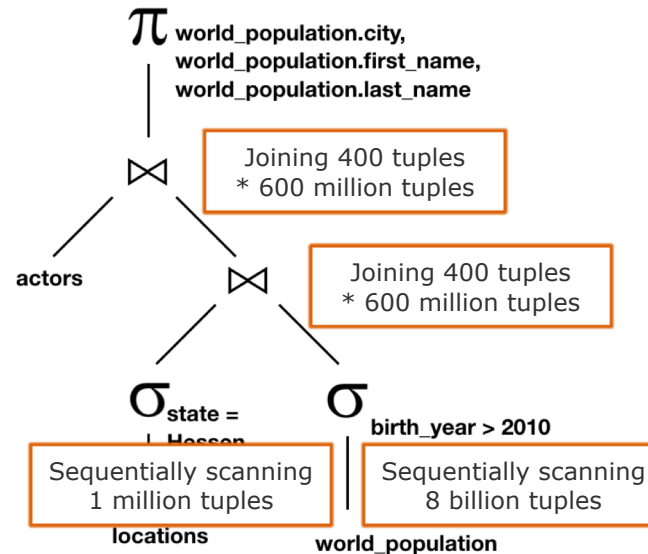 π world_population.city,
world_population.first_name,
world_population.last_name
⋈
Joining 400 tuples
* 600 million tuples
actors
⋈
Joining 400 tuples
* 600 million tuples
σ state =
Hessen
σ birth_year > 2010
Sequentially scanning
1 million tuples
Sequentially scanning
8 billion tuples
locations
world_population